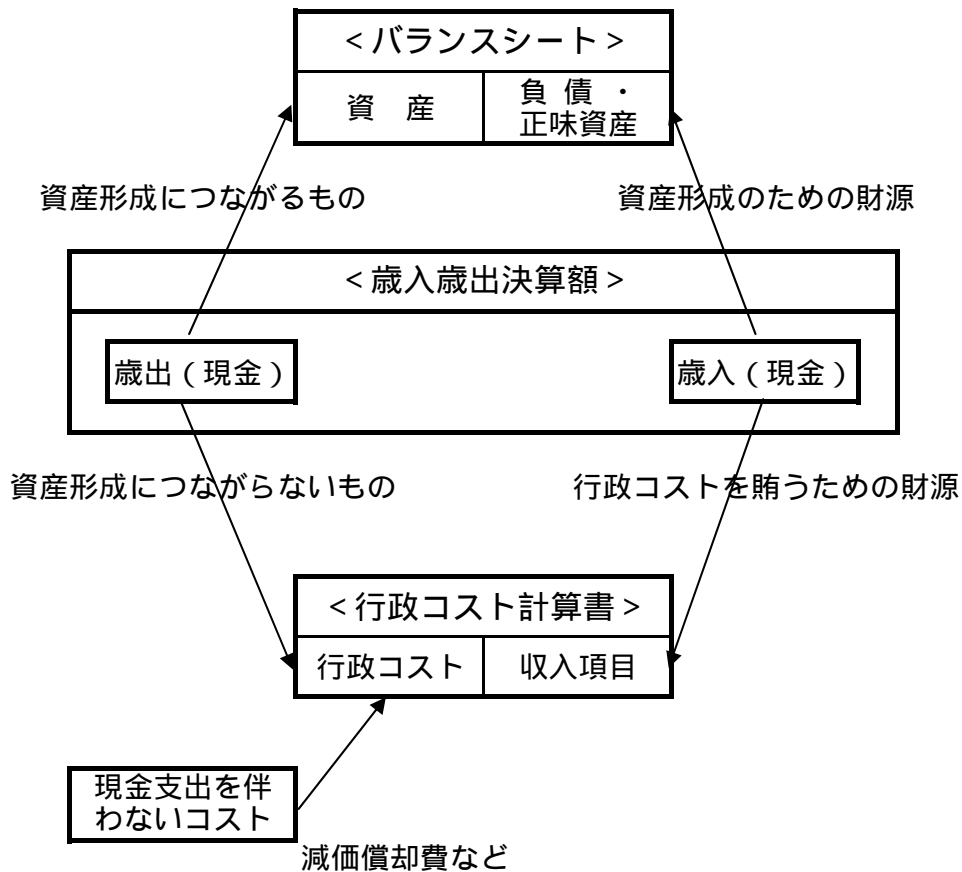 ＜バランスシート＞
資　産
負 債 ・
正味資産
資産形成につながるもの
資産形成のための財源
＜歳入歳出決算額＞
歳出（現金）
歳入（現金）
資産形成につながらないもの
行政コストを賄うための財源
＜行政コスト計算書＞
行政コスト
収入項目
現金支出を伴
わないコスト
減価償却費など